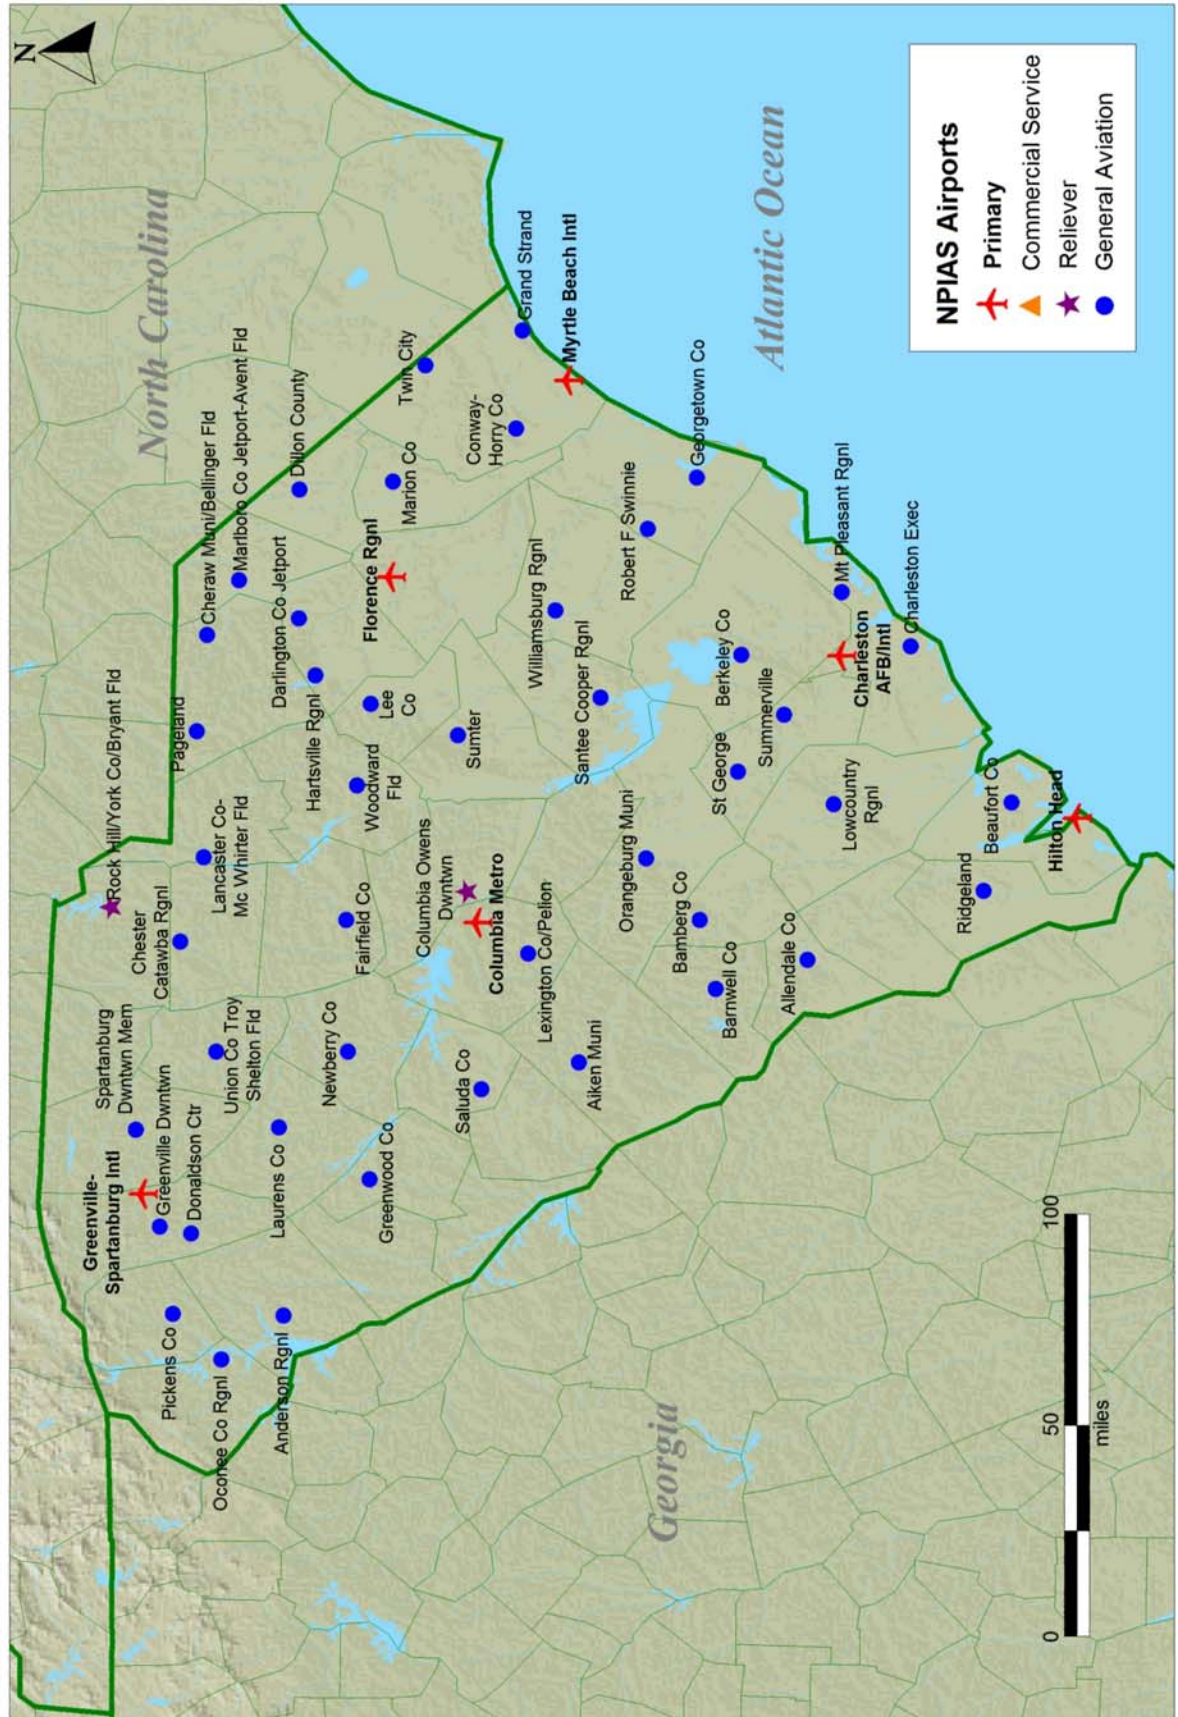 N
North Carolina
Rock Hill/York Co/Bryant Fld
Greenville-
Spartanburg Intl
Spartanburg
Dwntwn Mem
Greenville Dwntwn
Donaldson Ctr
Pickens Co
Oconee Co Rgnl
Anderson Rgnl
Chester
Catawba Rgnl
Union Co Troy
Shelton Fld
Lancaster Co-
Mc Whirter Fld
Pageland
Cheraw Muni/Bellinger Fld
Marlboro Co Jetport-Avent Fld
Laurens Co
Newberry Co
Fairfield Co
Woodward
Fld
Hartsville Rgnl
Darlington Co Jetport
Dillon County
Greenwood Co
Lee
Co
Florence Rgnl
Marion Co
Twin City
Saluda Co
Columbia Owens
Dwntwn
Columbia Metro
Sumter
Conway-
Horry Co
Grand Strand
Myrtle Beach Intl
Lexington Co/Pelion
Aiken Muni
Santee Cooper Rgnl
Williamsburg Rgnl
Robert F Swinnie
Georgetown Co
Orangeburg Muni
Bamberg Co
Barnwell Co
Allendale Co
St George
Berkeley Co
Summerville
Lowcountry
Rgnl
Mt Pleasant Rgnl
Charleston
AFB/Intl
Charleston Exec
Ridgeland
Beaufort Co
Hilton Head
Georgia
Atlantic Ocean
NPIAS Airports
Primary
Commercial Service
Reliever
General Aviation
0 50 100
miles